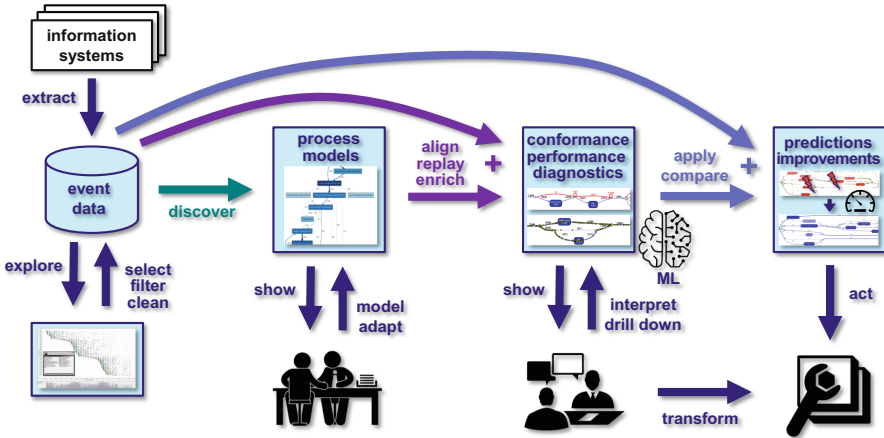 information
systems
extract
event
data
discover
explore
select
filter
clean
process
models
show
model
adapt
align
replay
enrich
+
conformance
performance
diagnostics
ML
show
interpret
drill down
apply
compare
+
predictions
improvements
act
transform